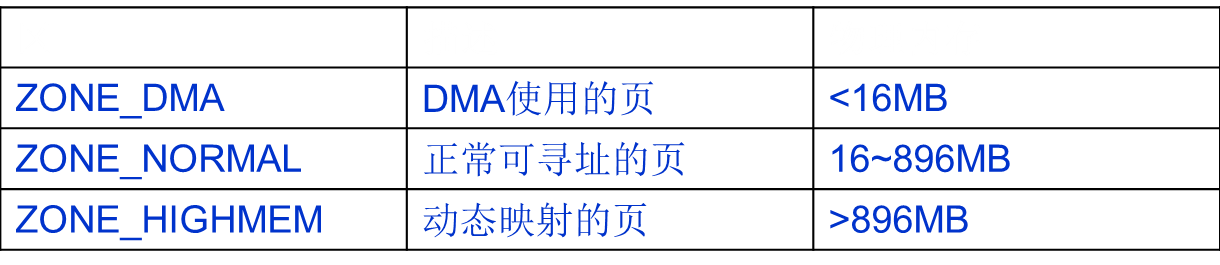 ZONE_DMA DMA使用的页 <16MB
ZONE_NORMAL 正常可寻址的页 16~896MB
ZONE_HIGHMEM 动态映射的页 >896MB